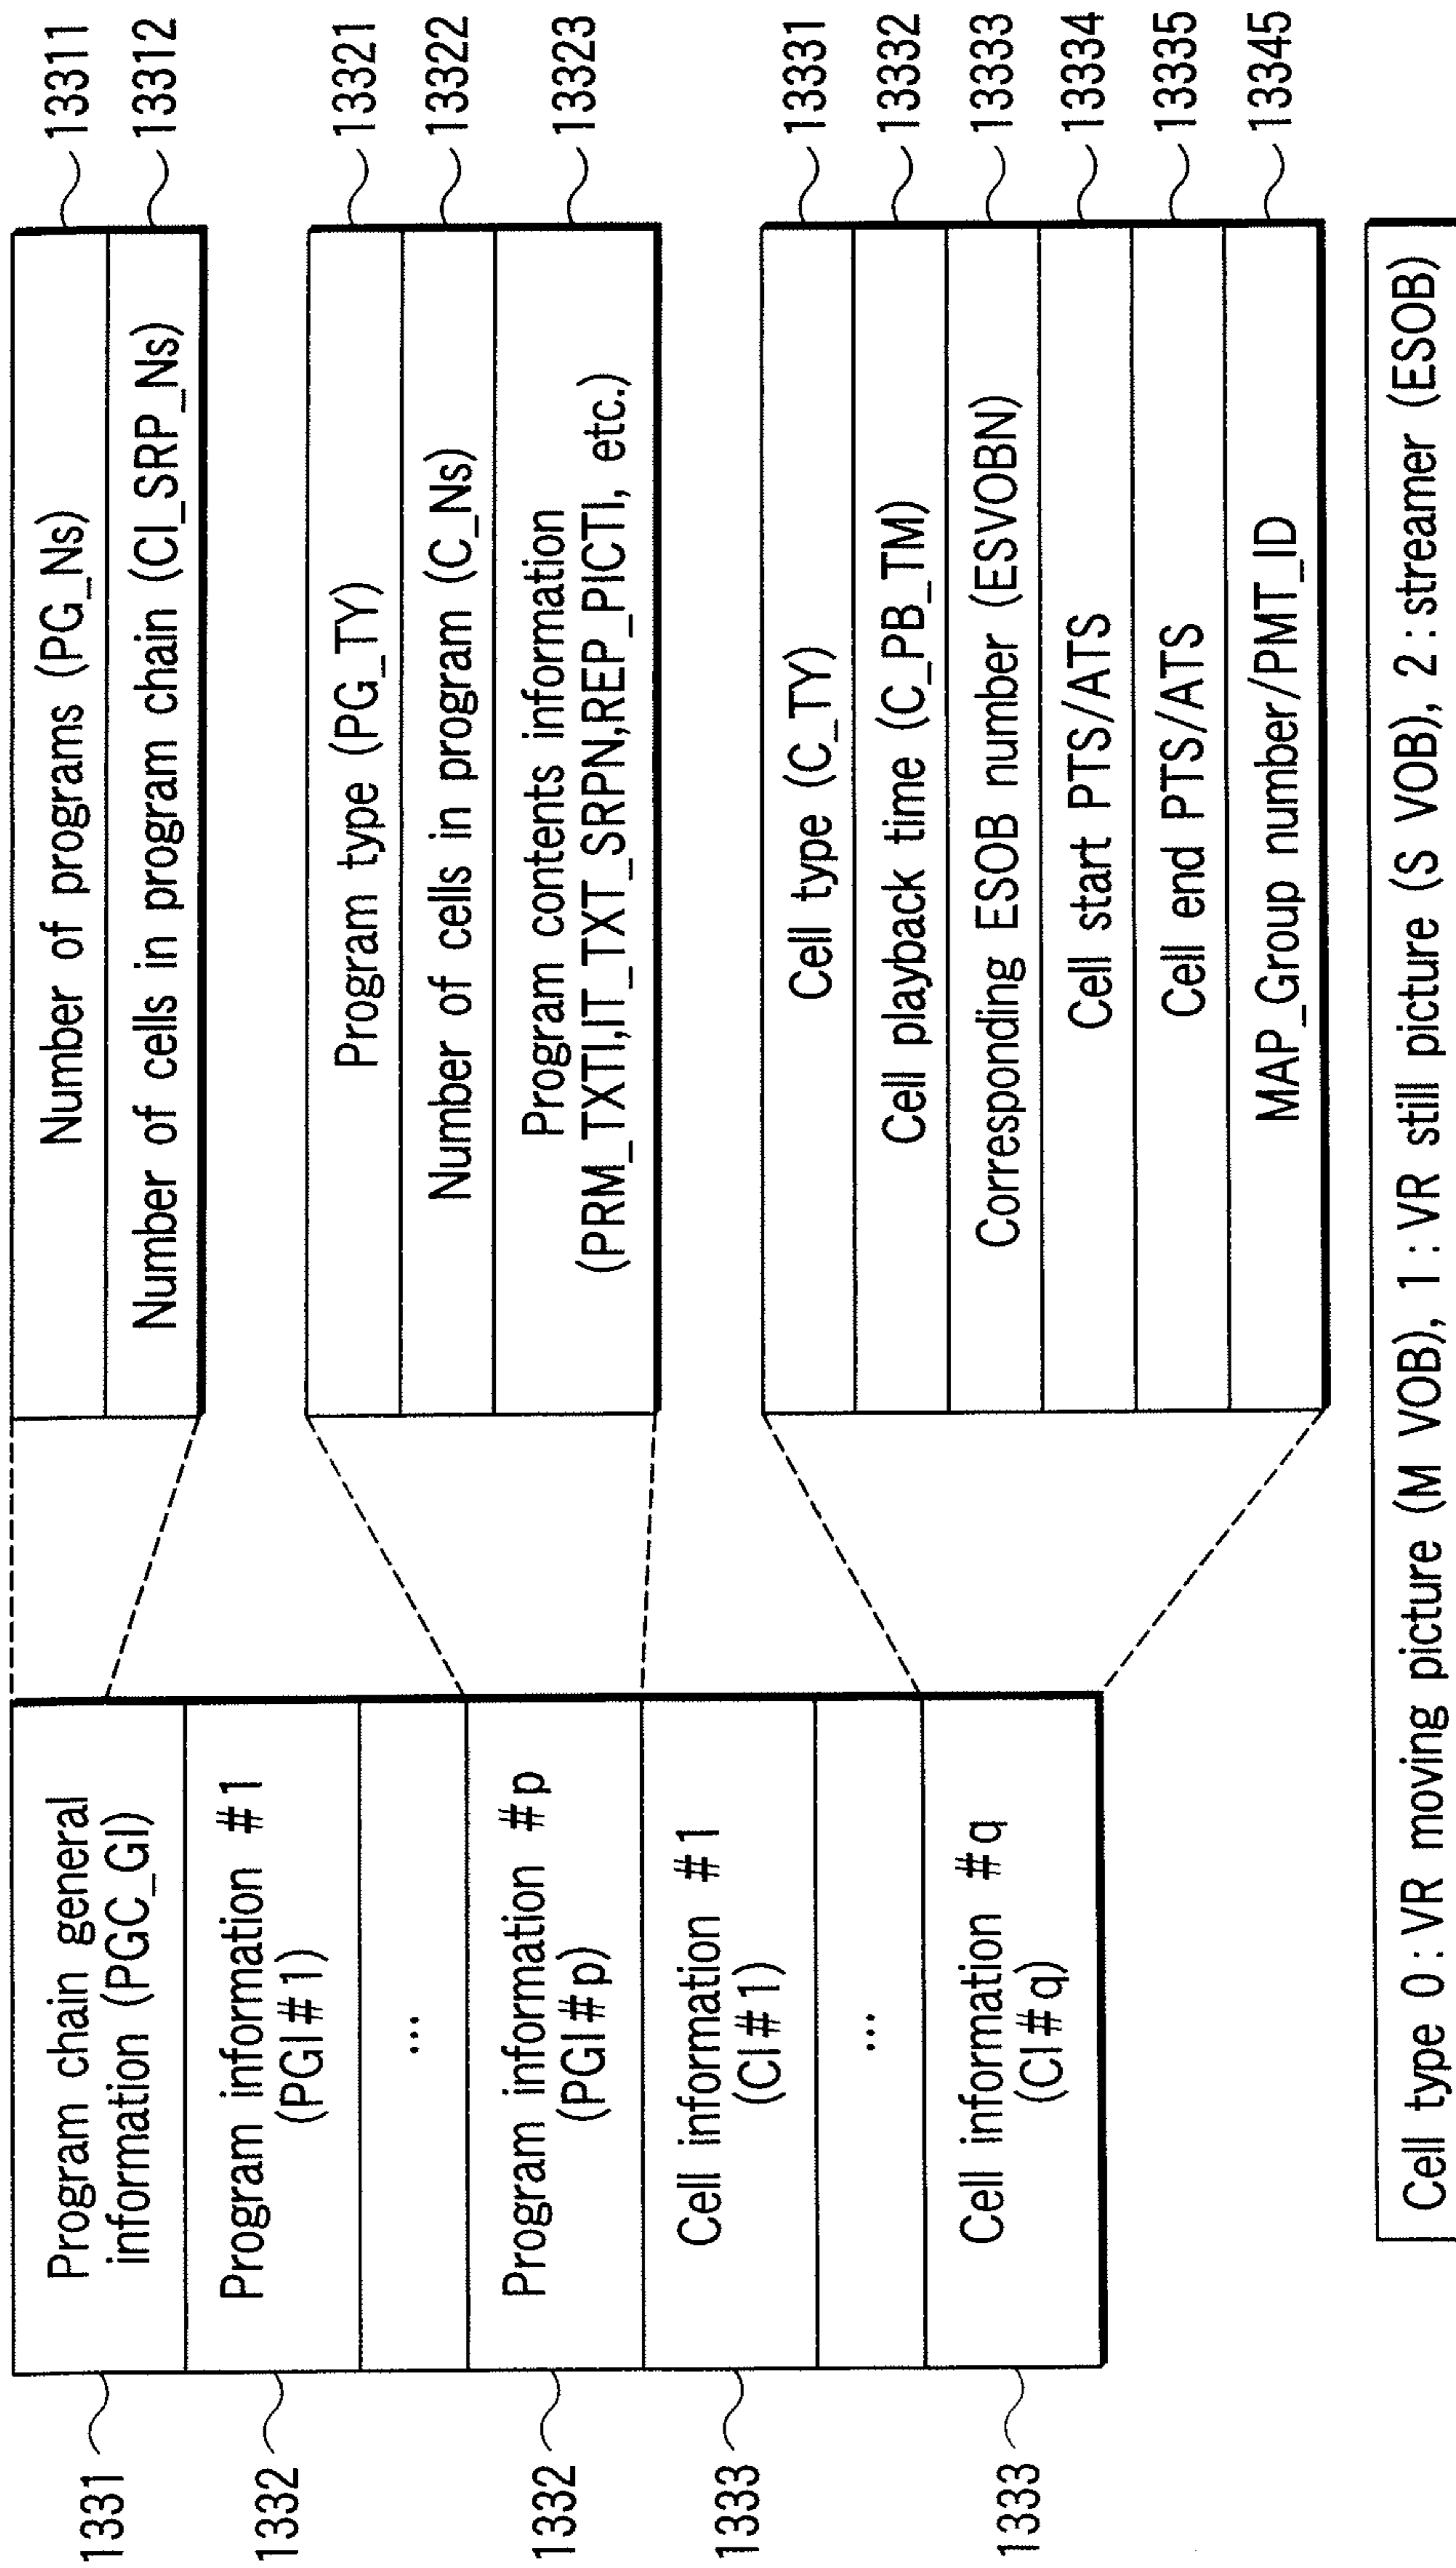 Program chain general
information (PGC_GI)
1331
Program information #1
(PGI#1)
1332
...
Program information #p
(PGI#p)
1332
Cell information #1
(CI#1)
1333
...
Cell information #q
(CI#q)
1333
Number of programs (PG_Ns)
13311
Number of cells in program chain (CI_SRP_Ns)
13312
Program type (PG_TY)
13321
Number of cells in program (C_Ns)
13322
Program contents information
(PRM_TXTI,IT_TXT_SRPN,REP_PICTI, etc.)
13323
Cell type (C_TY)
13331
Cell playback time (C_PB_TM)
13332
Corresponding ESOB number (ESVOBN)
13333
Cell start PTS/ATS
13334
Cell end PTS/ATS
13335
MAP_Group number/PMT_ID
13345
Cell type 0 : VR moving picture (M VOB), 1 : VR still picture (S VOB), 2 : streamer (ESOB)